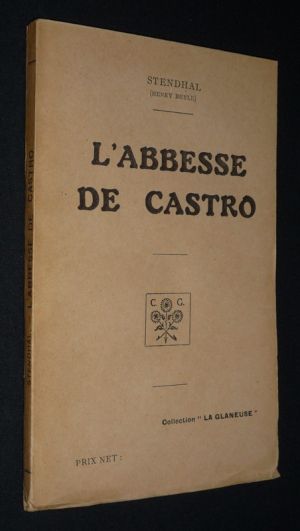 STENDHAL
(HENRY BEYLE)
L'ABBESSE
DE CASTRO
C. G.
Collection " LA GLANEUSE "
PRIX NET :
STENDHAL L'ABBESSE DE CASTRO